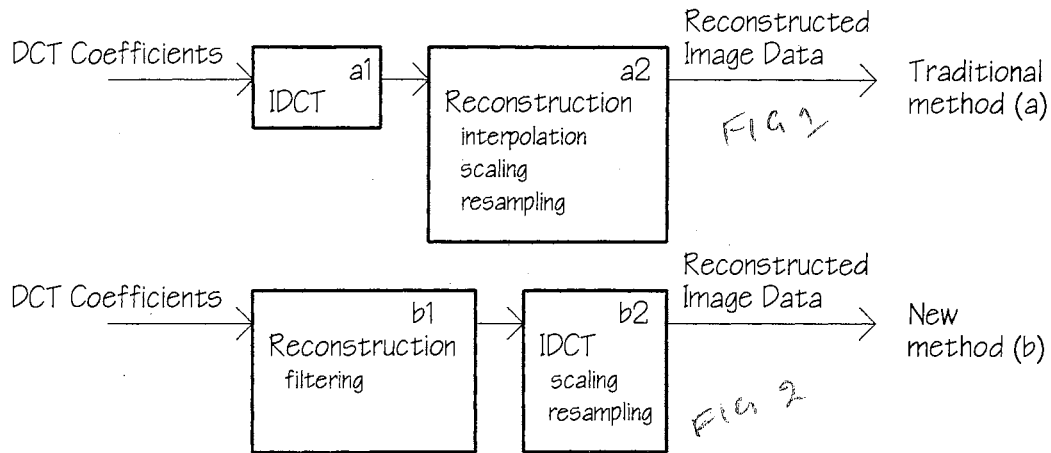 DCT Coefficients
a1
IDCT
a2
Reconstruction
interpolation
scaling
resampling
Reconstructed
Image Data
FIG 1
Traditional
method (a)
DCT Coefficients
b1
Reconstruction
filtering
b2
IDCT
scaling
resampling
Reconstructed
Image Data
FIG 2
New
method (b)